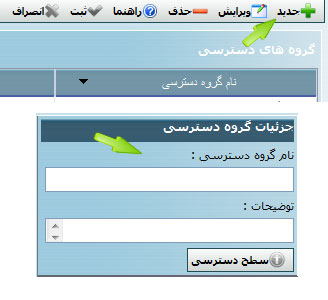 جدید ویرایش حذف راهنما ثبت انصراف
گروه های دسترسی
نام گروه دسترسی
جزئیات گروه دسترسی
نام گروه دسترسی :
توضیحات :
سطح دسترسی